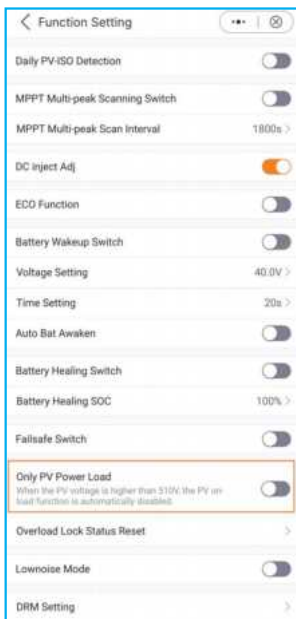 Function Setting
Daily PV-ISO Detection
MPPT Multi-peak Scanning Switch
MPPT Multi-peak Scan Interval 1800s
DC inject Adj
ECO Function
Battery Wakeup Switch
Voltage Setting 40.0V
Time Setting 20s
Auto Bat Awaken
Battery Healing Switch
Battery Healing SOC 100%
Failsafe Switch
Only PV Power Load
When the PV voltage is higher than 510V, the PV on-
load function is automatically disabled.
Overload Lock Status Reset
Lownoise Mode
DRM Setting